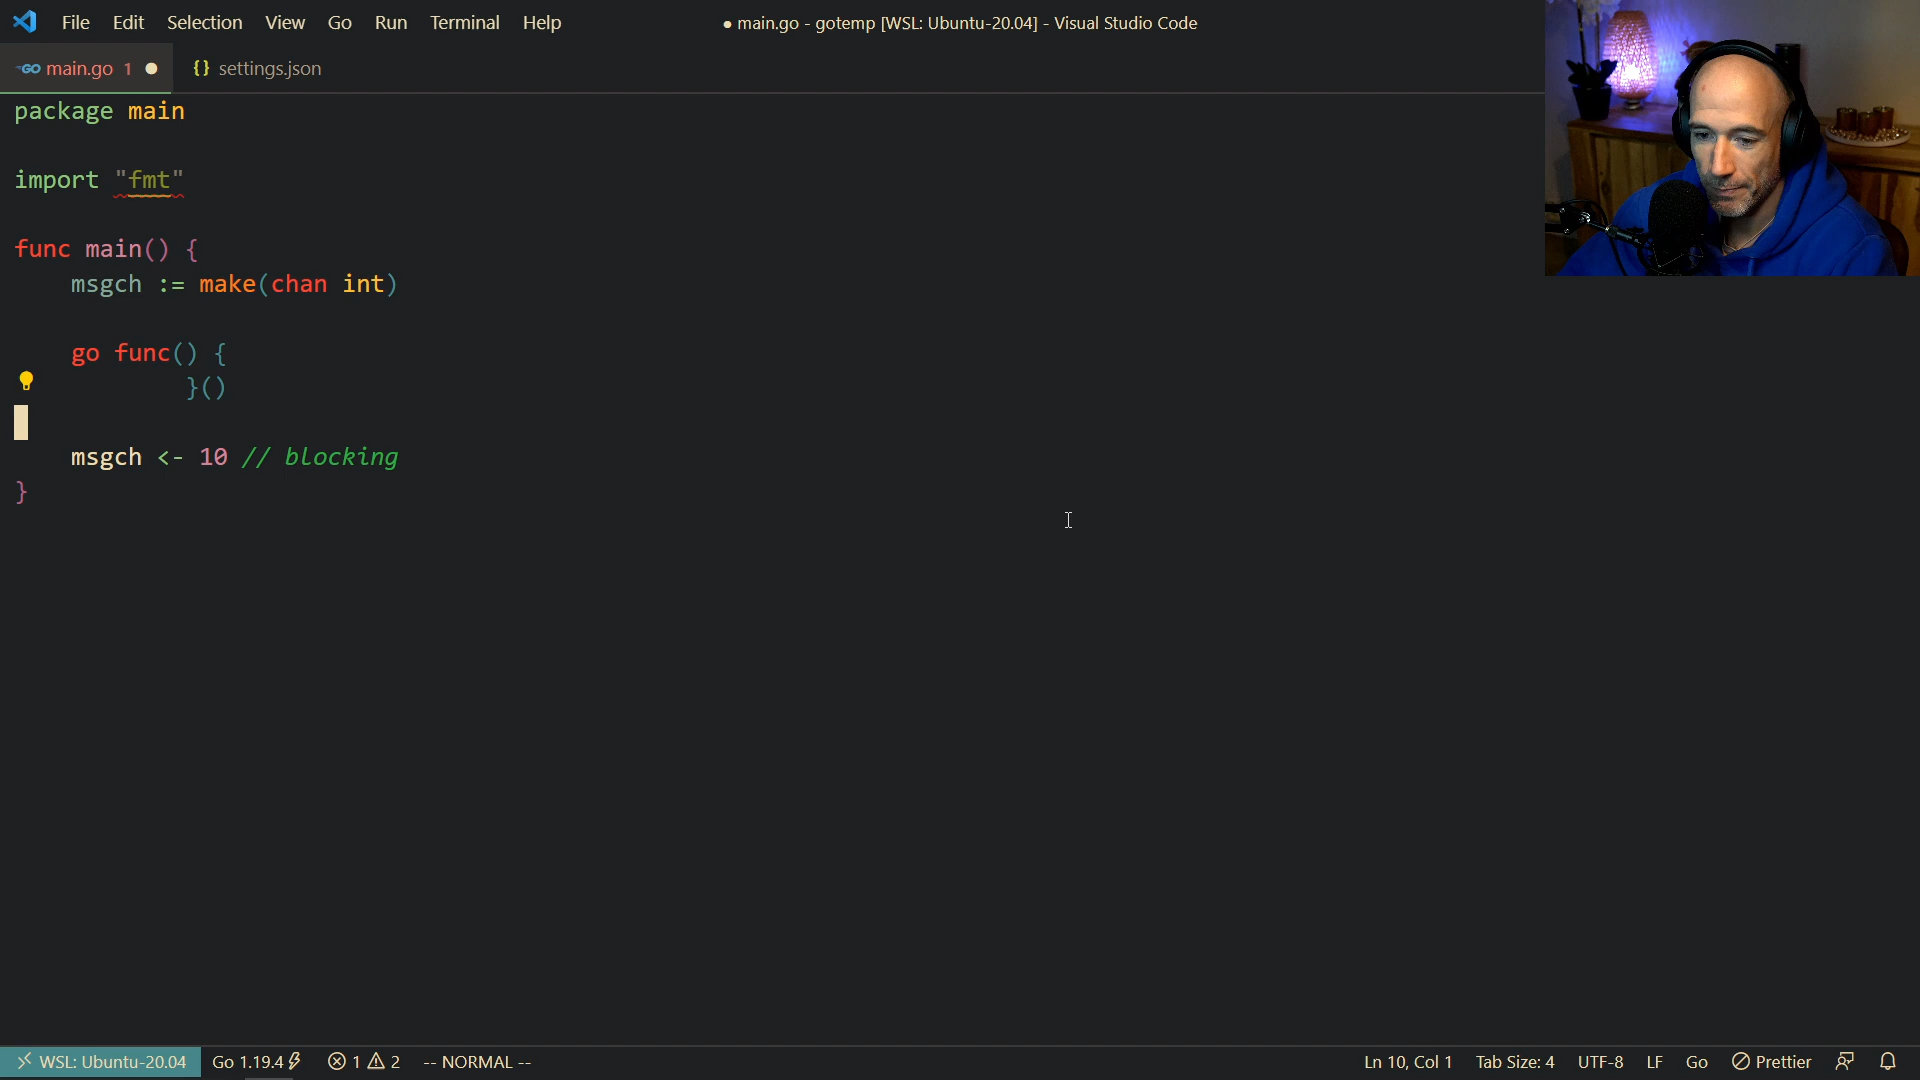 File Edit Selection View Go Run Terminal Help
● main.go - gotemp [WSL: Ubuntu-20.04] - Visual Studio Code
GO main.go 1 ● {} settings.json
package main
import "fmt"
func main() {
msgch := make(chan int)
go func() {
}()
msgch <- 10 // blocking
}
WSL: Ubuntu-20.04 Go 1.19.4 1 2 -- NORMAL -- Ln 10, Col 1 Tab Size: 4 UTF-8 LF Go Prettier